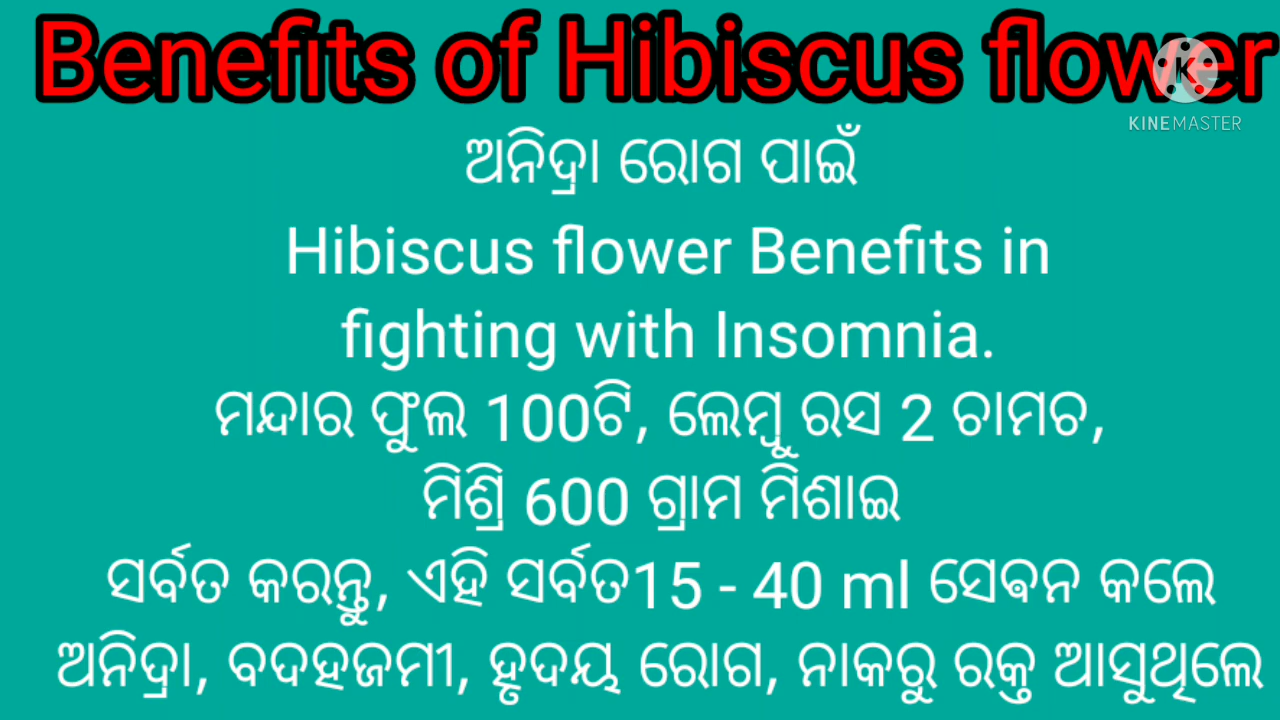 Benefits of Hibiscus flower
KINEMASTER
ଅନିଦ୍ରା ରୋଗ ପାଇଁ
Hibiscus flower Benefits in
fighting with Insomnia.
ମନ୍ଦାର ଫୁଲ 100ଟି, ଲେମ୍ବୁ ରସ 2 ଚାମଚ,
ମିଶ୍ରି 600 ଗ୍ରାମ ମିଶାଇ
ସର୍ବତ କରନ୍ତୁ, ଏହି ସର୍ବତ15 - 40 ml ସେବନ କଲେ
ଅନିଦ୍ରା, ବଦହଜମୀ, ହୃଦୟ ରୋଗ, ନାକରୁ ରକ୍ତ ଆସୁଥିଲେ